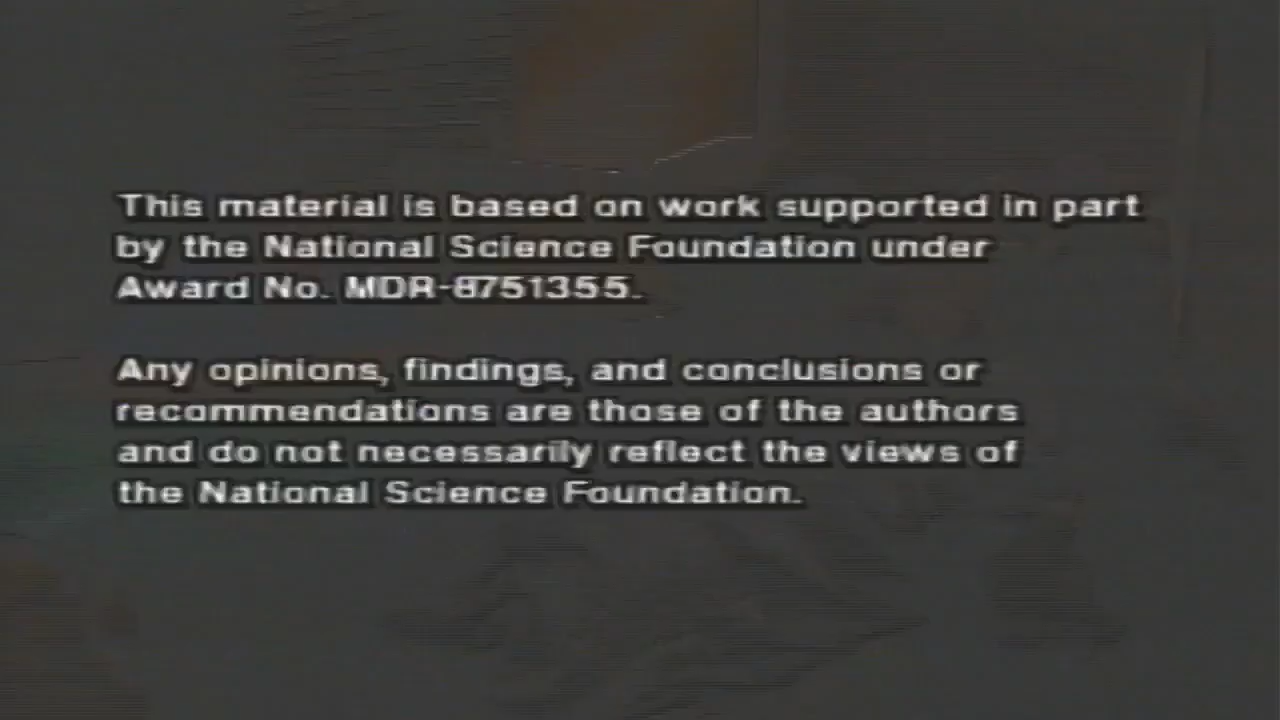 This material is based on work supported in part
by the National Science Foundation under
Award No. MDR-8751355.
Any opinions, findings, and conclusions or
recommendations are those of the authors
and do not necessarily reflect the views of
the National Science Foundation.